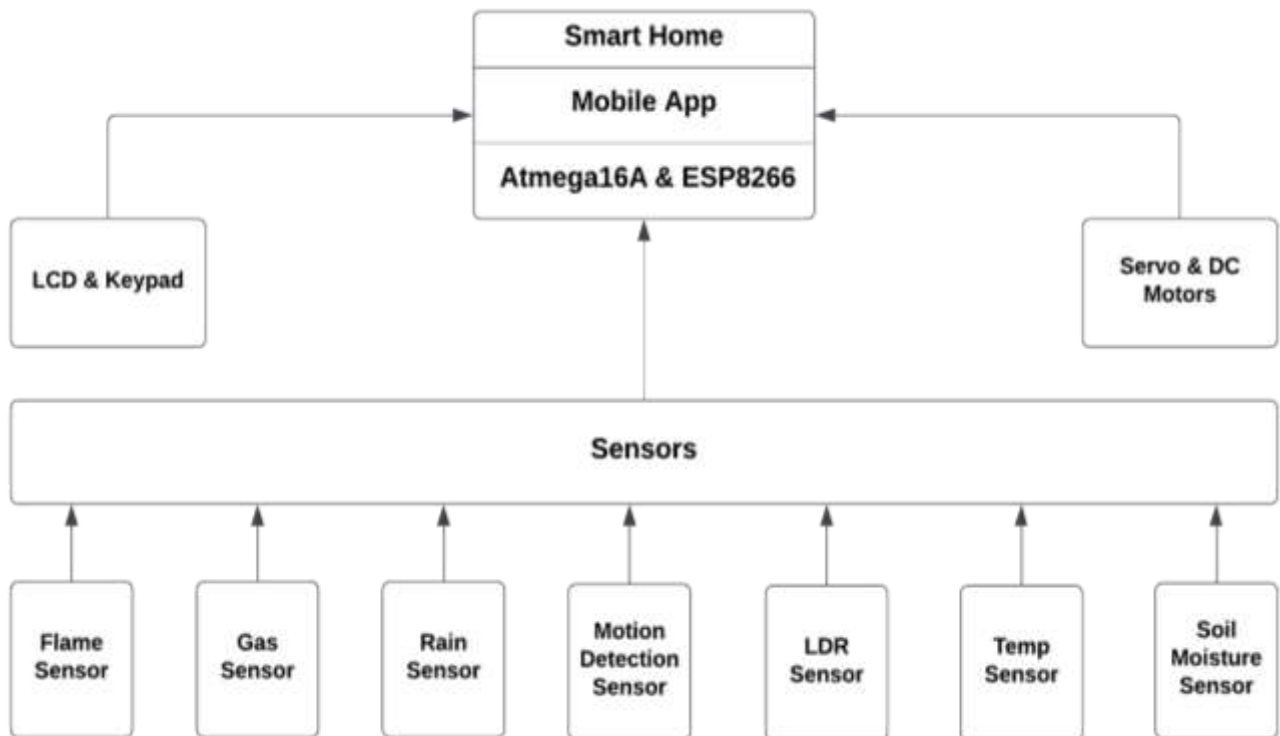 Smart Home
Mobile App
Atmega16A & ESP8266
LCD & Keypad
Servo & DC
Motors
Sensors
Flame
Sensor
Gas
Sensor
Rain
Sensor
Motion
Detection
Sensor
LDR
Sensor
Temp
Sensor
Soil
Moisture
Sensor